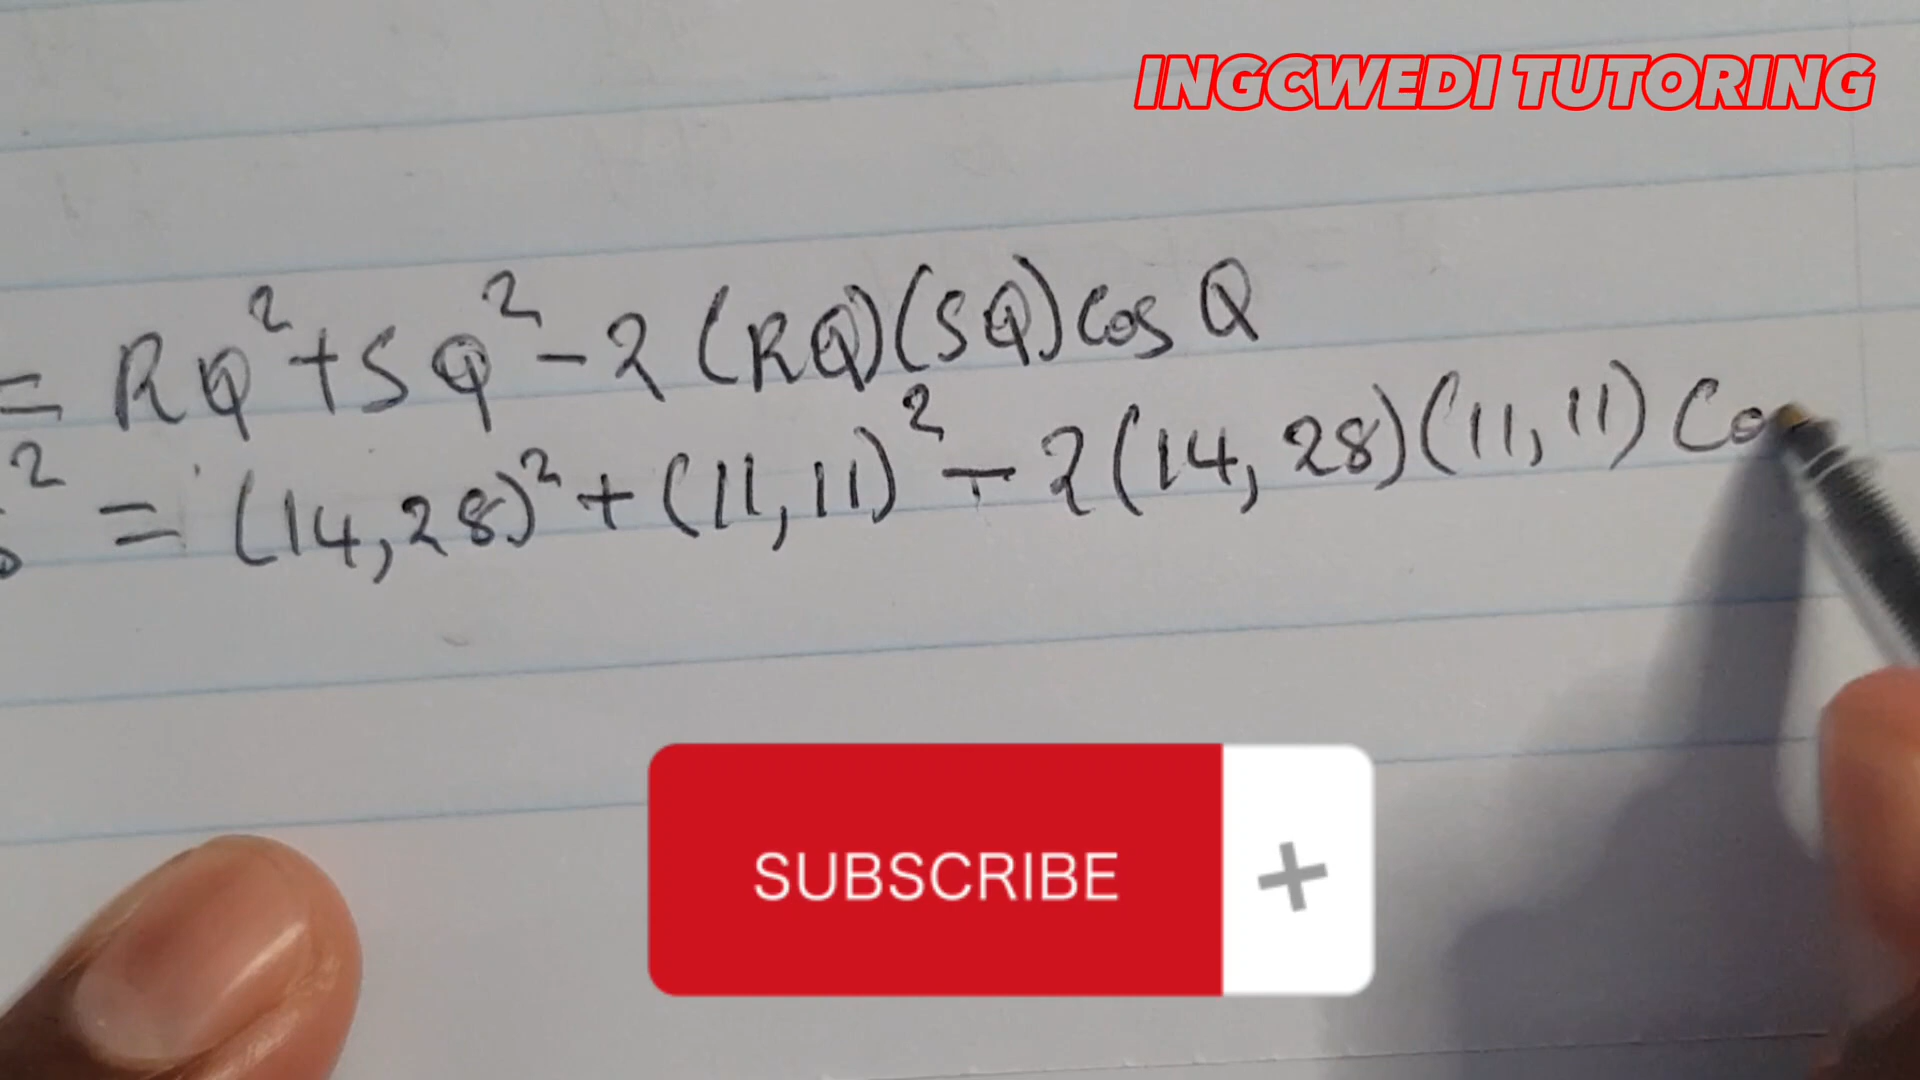 INGCWEDI TUTORING
= RQ² + SQ² - 2 (RQ)(SQ) Cos Q
² = (14,28)² + (11,11)² - 2(14,28)(11,11) Co
SUBSCRIBE +